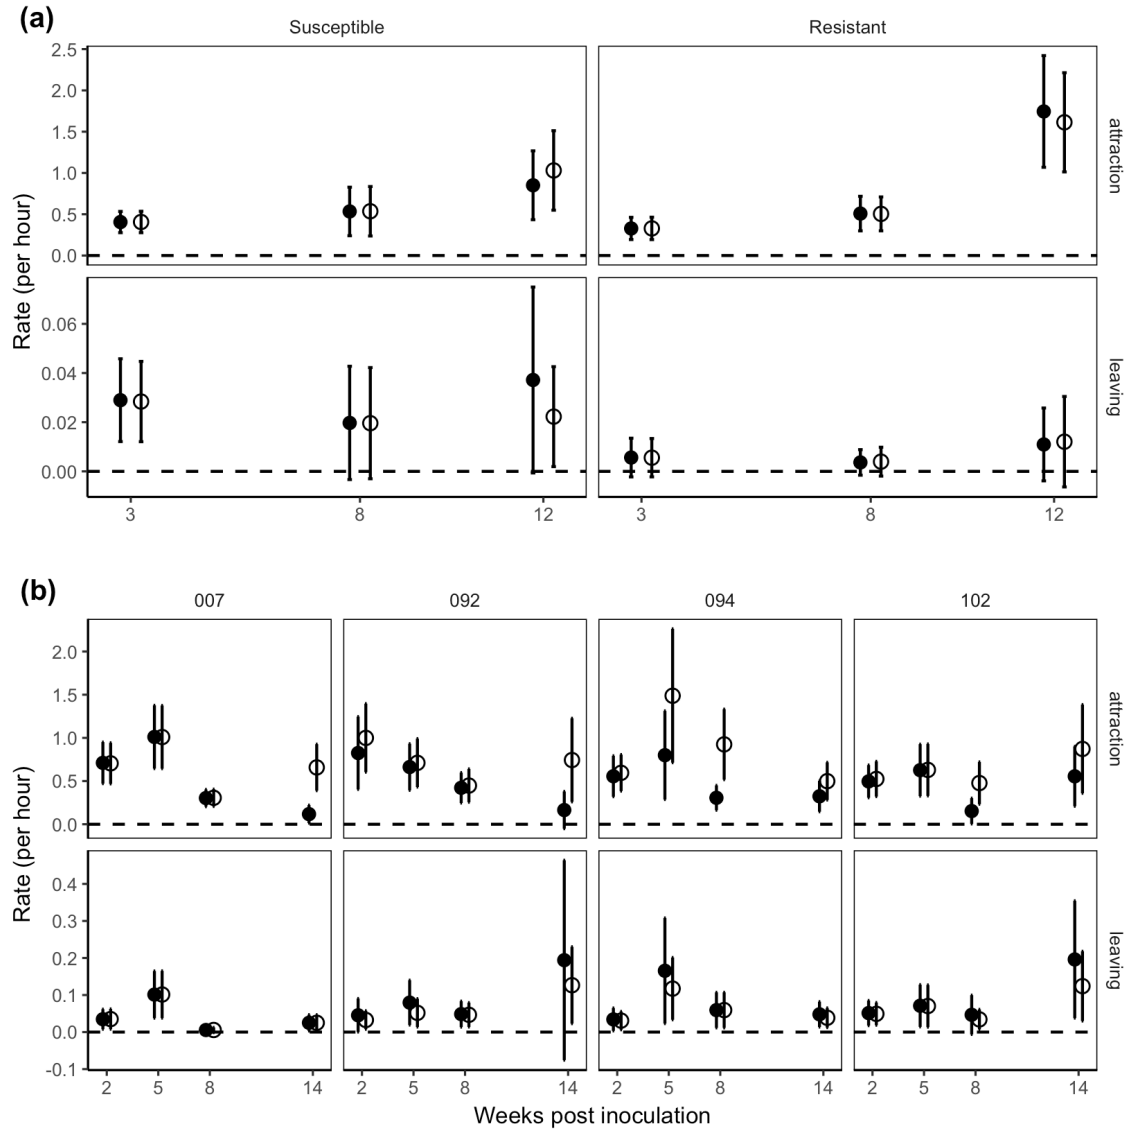 (a)
Susceptible Resistant
2.5
2.0
1.5
1.0
0.5
0.0
attraction
Rate (per hour)
0.06
0.04
0.02
0.00
leaving
3 8 12 3 8 12
(b)
007 092 094 102
2.0
1.5
1.0
0.5
0.0
attraction
Rate (per hour)
0.4
0.3
0.2
0.1
0.0
-0.1
leaving
2 5 8 14 2 5 8 14 2 5 8 14 2 5 8 14
Weeks post inoculation